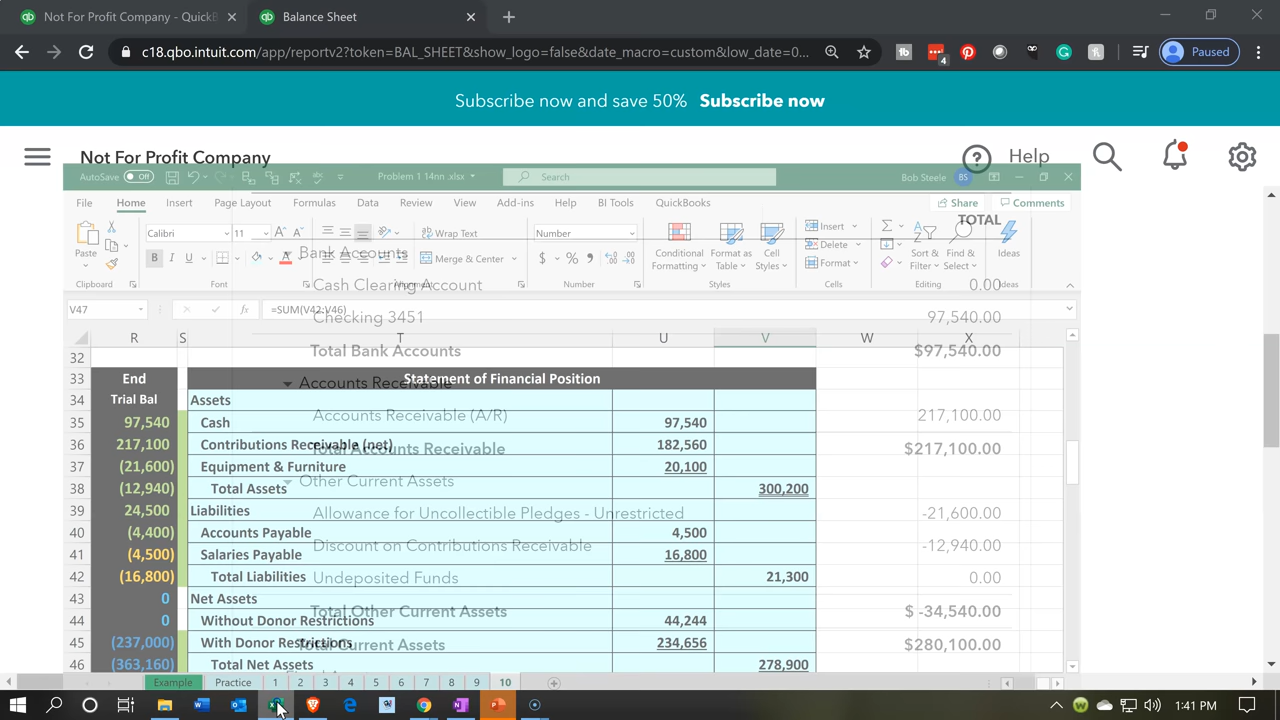 Not For Profit Company - QuickB
Balance Sheet
c18.qbo.intuit.com/app/reportv2?token=BAL_SHEET&show_logo=false&date_macro=custom&low_date=0...
4
Paused
Subscribe now and save 50% Subscribe now
Not For Profit Company
Help
AutoSave Off
Problem 1 14nn .xlsx
Search
Bob Steele BS
File Home Insert Page Layout Formulas Data Review View Add-ins Help BI Tools QuickBooks Share Comments
TOTAL
Paste
Calibri 11
Wrap Text
Number
Merge & Center
Conditional Formatting
Format as Table
Cell Styles
Insert
Delete
Format
Sort & Filter
Find & Select
Ideas
Clipboard Font Number Styles Cells Editing Ideas
V47 =SUM(V42:V46)
Bank Accounts
Cash Clearing Account 0.00
Checking 3451 97,540.00
Total Bank Accounts $97,540.00
Accounts Receivable
Accounts Receivable (A/R) 217,100.00
Total Accounts Receivable $217,100.00
Other Current Assets
Allowance for Uncollectible Pledges - Unrestricted -21,600.00
Discount on Contributions Receivable -12,940.00
Undeposited Funds 0.00
Total Other Current Assets $ -34,540.00
Total Current Assets $280,100.00
R S T U V W X
32
33 End Statement of Financial Position
34 Trial Bal Assets
35 97,540 Cash 97,540
36 217,100 Contributions Receivable (net) 182,560
37 (21,600) Equipment & Furniture 20,100
38 (12,940) Total Assets 300,200
39 24,500 Liabilities
40 (4,400) Accounts Payable 4,500
41 (4,500) Salaries Payable 16,800
42 (16,800) Total Liabilities 21,300
43 0 Net Assets
44 0 Without Donor Restrictions 44,244
45 (237,000) With Donor Restrictions 234,656
46 (363,160) Total Net Assets 278,900
Example Practice 1 2 3 4 5 6 7 8 9 10
1:41 PM